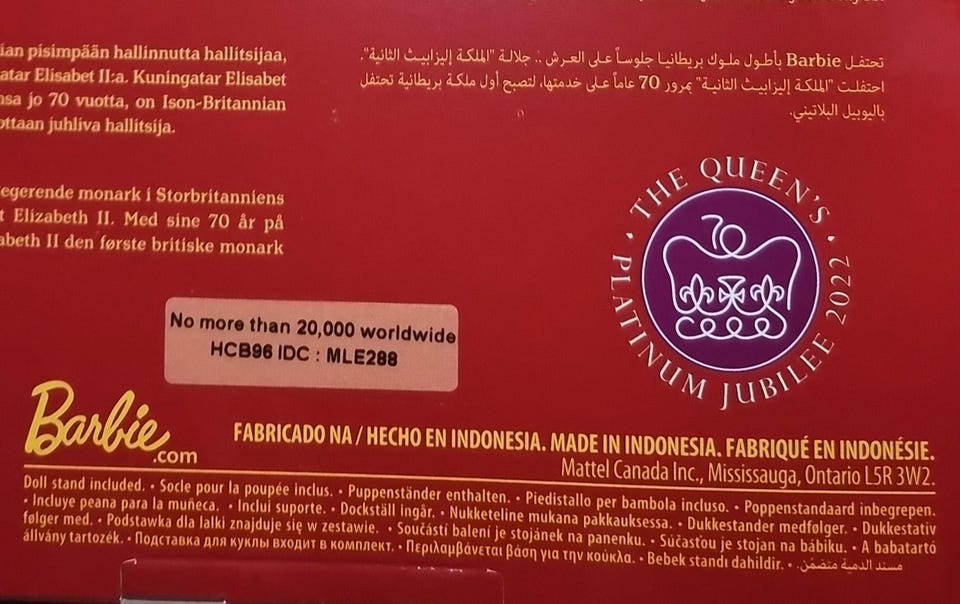 ian pisimpään hallinnutta hallitsijaa,
atar Elisabet II:a. Kuningatar Elisabet
nsa jo 70 vuotta, on Ison-Britannian
ottaan juhliva hallitsija.
egerende monark i Storbritanniens
t Elizabeth II. Med sine 70 år på
abeth II den første britiske monark
تحتفل Barbie بأطول ملوك بريطانيا جلوساً على العرش :. جلالة "الملكة إليزابيث الثانية".
احتفلت "الملكة إليزابيث الثانية" بمرور 70 عاماً على خدمتها، لتصبح أول ملكة بريطانية تحتفل
باليوبيل البلاتيني.
• THE QUEEN'S •
PLATINUM JUBILEE 2022
70
No more than 20,000 worldwide
HCB96 IDC : MLE288
Barbie
.com
FABRICADO NA / HECHO EN INDONESIA. MADE IN INDONESIA. FABRIQUÉ EN INDONÉSIE.
Mattel Canada Inc., Mississauga, Ontario L5R 3W2.
Doll stand included. • Socle pour la poupée inclus. • Puppenständer enthalten. • Piedistallo per bambola incluso. • Poppenstandaard inbegrepen.
• Incluye peana para la muñeca. • Inclui suporte. • Dockställ ingår. • Nukketeline mukana pakkauksessa. • Dukkestander medfølger. • Dukkestativ
følger med. • Podstawka dla lalki znajduje się w zestawie. • Součástí balení je stojánek na panenku. • Súčasťou je stojan na bábiku. • A babatartó
állvány tartozék. • Подставка для куклы входит в комплект. • Περιλαμβάνεται βάση για την κούκλα. • Bebek standı dahildir. • مسند الدمية متضمّن.